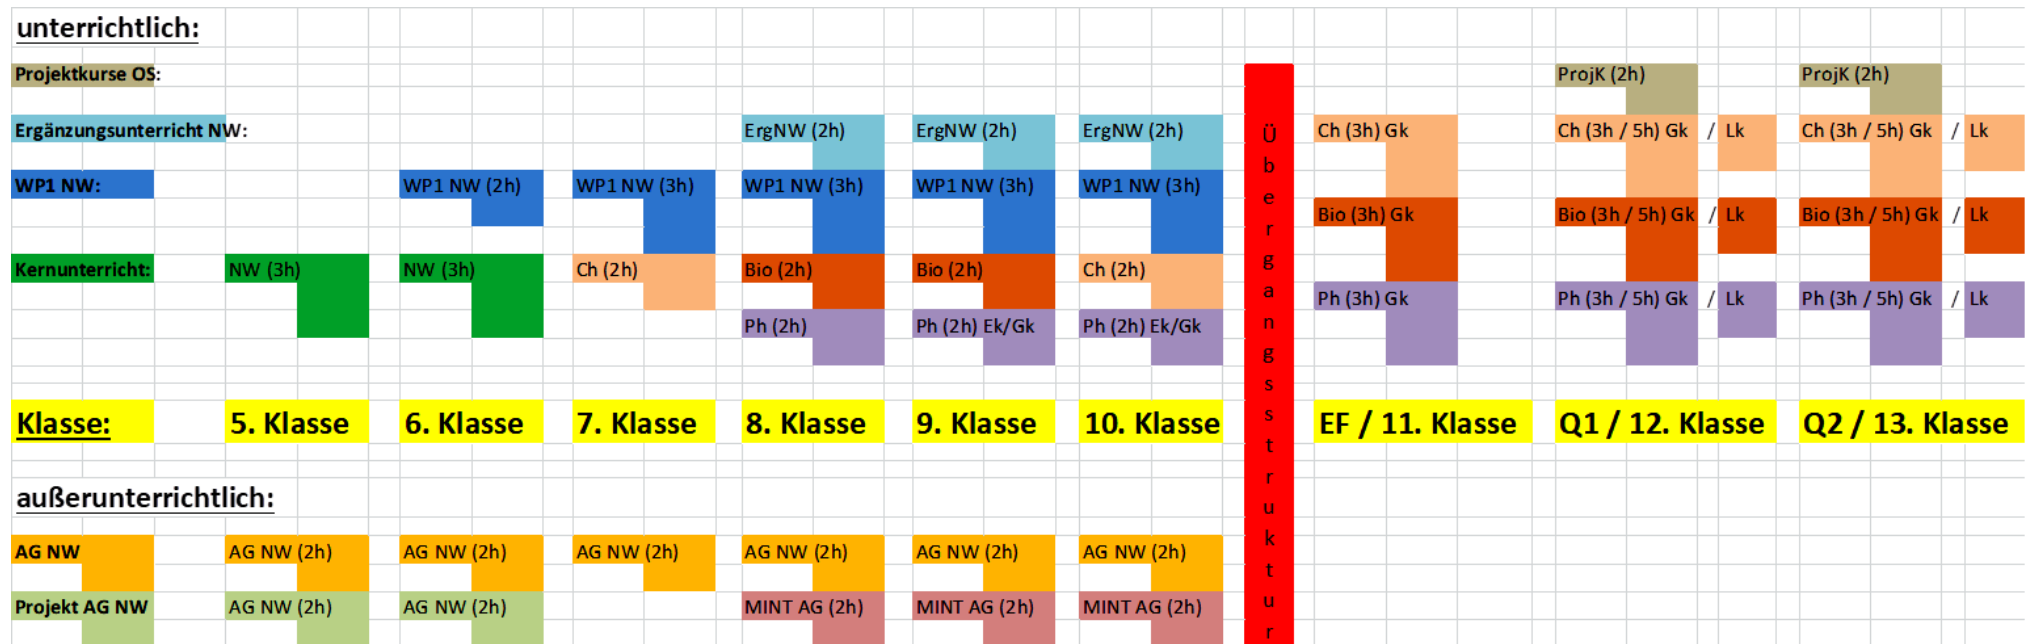 unterrichtlich:
Projektkurse OS: ProjK (2h) ProjK (2h)
Ergänzungsunterricht NW: ErgNW (2h) ErgNW (2h) ErgNW (2h) Ch (3h) Gk Ch (3h / 5h) Gk / Lk Ch (3h / 5h) Gk / Lk
WP1 NW: WP1 NW (2h) WP1 NW (3h) WP1 NW (3h) WP1 NW (3h) WP1 NW (3h)
Bio (3h) Gk Bio (3h / 5h) Gk / Lk Bio (3h / 5h) Gk / Lk
Kernunterricht: NW (3h) NW (3h) Ch (2h) Bio (2h) Bio (2h) Ch (2h)
Ph (3h) Gk Ph (3h / 5h) Gk / Lk Ph (3h / 5h) Gk / Lk
Ph (2h) Ph (2h) Ek/Gk Ph (2h) Ek/Gk
Übergangsstruktur
Klasse: 5. Klasse 6. Klasse 7. Klasse 8. Klasse 9. Klasse 10. Klasse EF / 11. Klasse Q1 / 12. Klasse Q2 / 13. Klasse
außerunterrichtlich:
AG NW AG NW (2h) AG NW (2h) AG NW (2h) AG NW (2h) AG NW (2h) AG NW (2h)
Projekt AG NW AG NW (2h) AG NW (2h) MINT AG (2h) MINT AG (2h) MINT AG (2h)